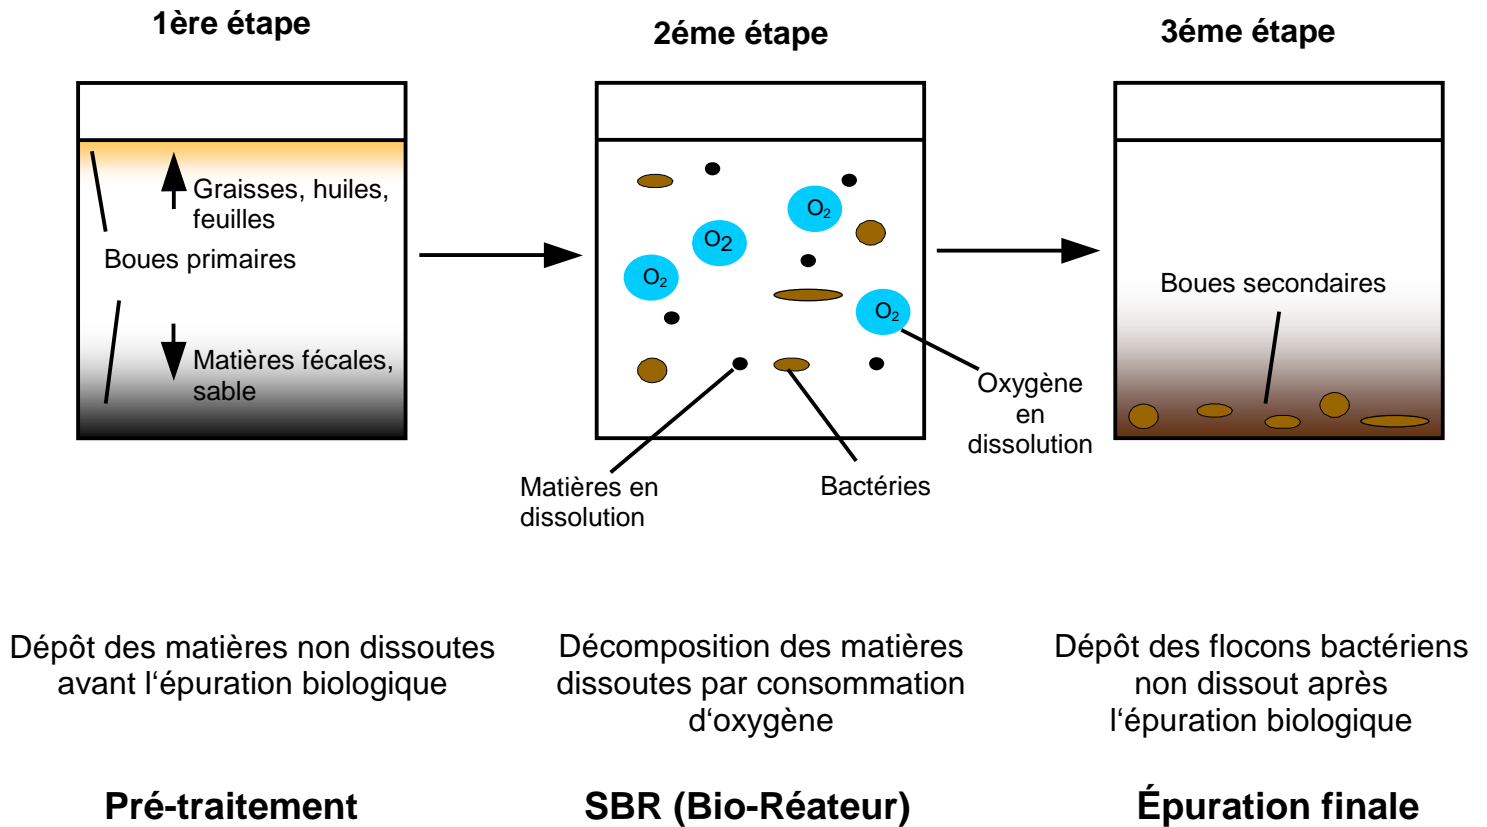 1ère étape
2éme étape
3éme étape
Graisses, huiles,
feuilles
Boues primaires
Matières fécales,
sable
O2
O2
O2
O2
Oxygène
en
dissolution
Matières en
dissolution
Bactéries
Boues secondaires
Dépôt des matières non dissoutes
avant l‘épuration biologique
Décomposition des matières
dissoutes par consommation
d‘oxygène
Dépôt des flocons bactériens
non dissout après
l‘épuration biologique
Pré-traitement
SBR (Bio-Réateur)
Épuration finale